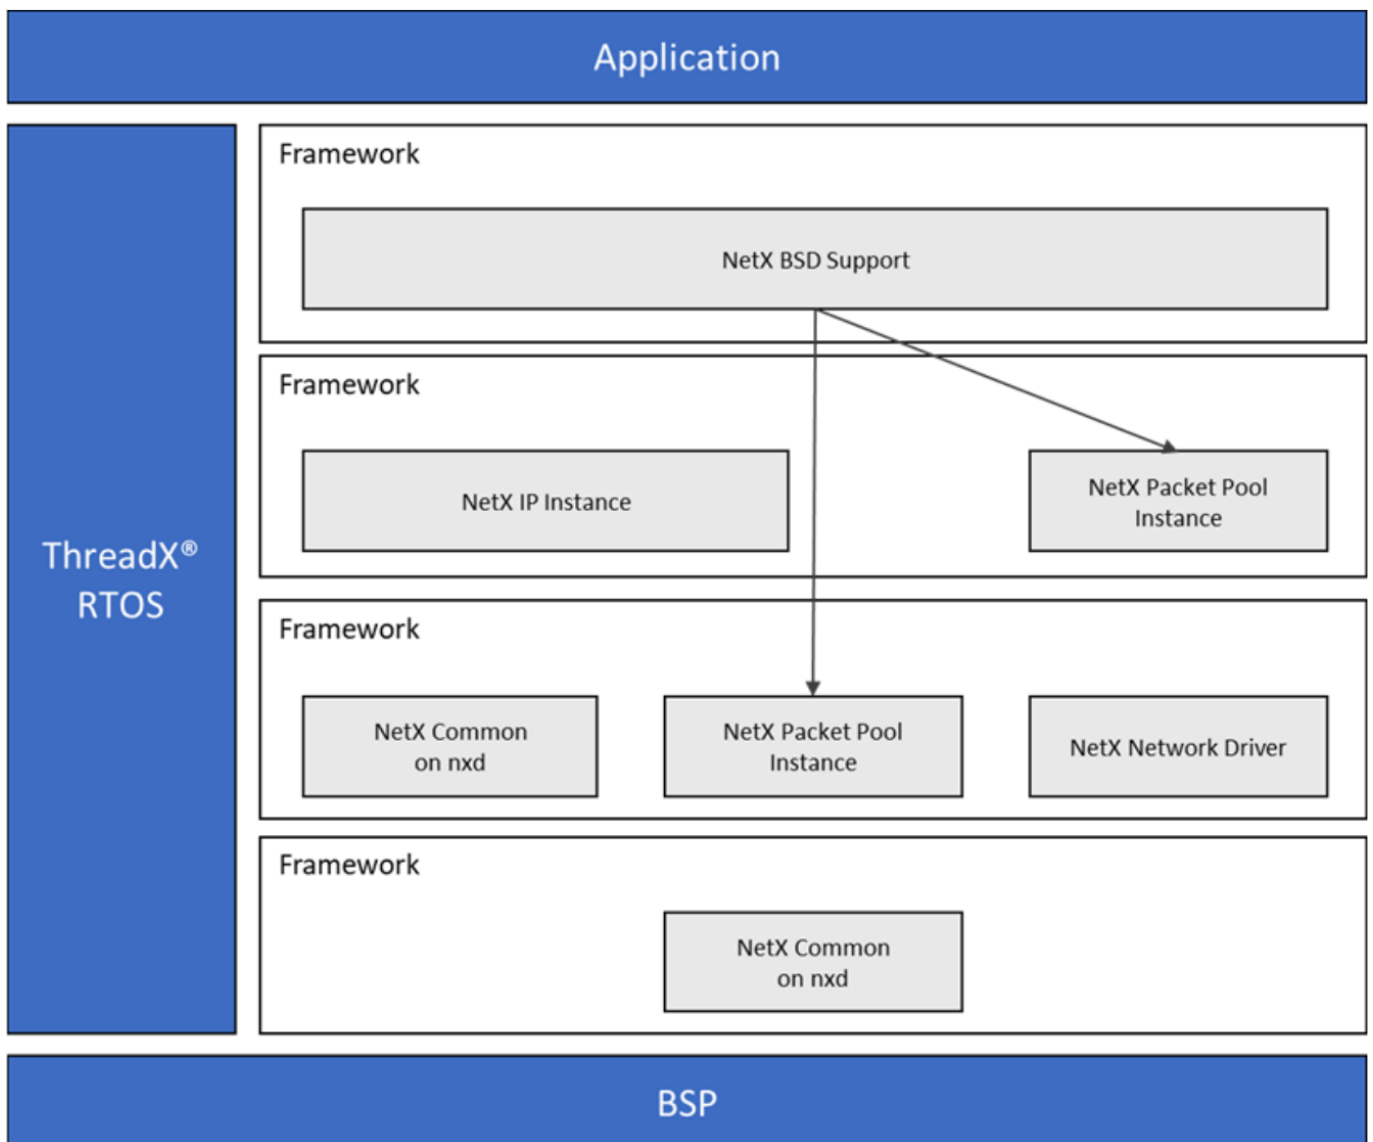 Application
ThreadX®
RTOS
Framework
NetX BSD Support
Framework
NetX IP Instance
NetX Packet Pool
Instance
Framework
NetX Common
on nxd
NetX Packet Pool
Instance
NetX Network Driver
Framework
NetX Common
on nxd
BSP